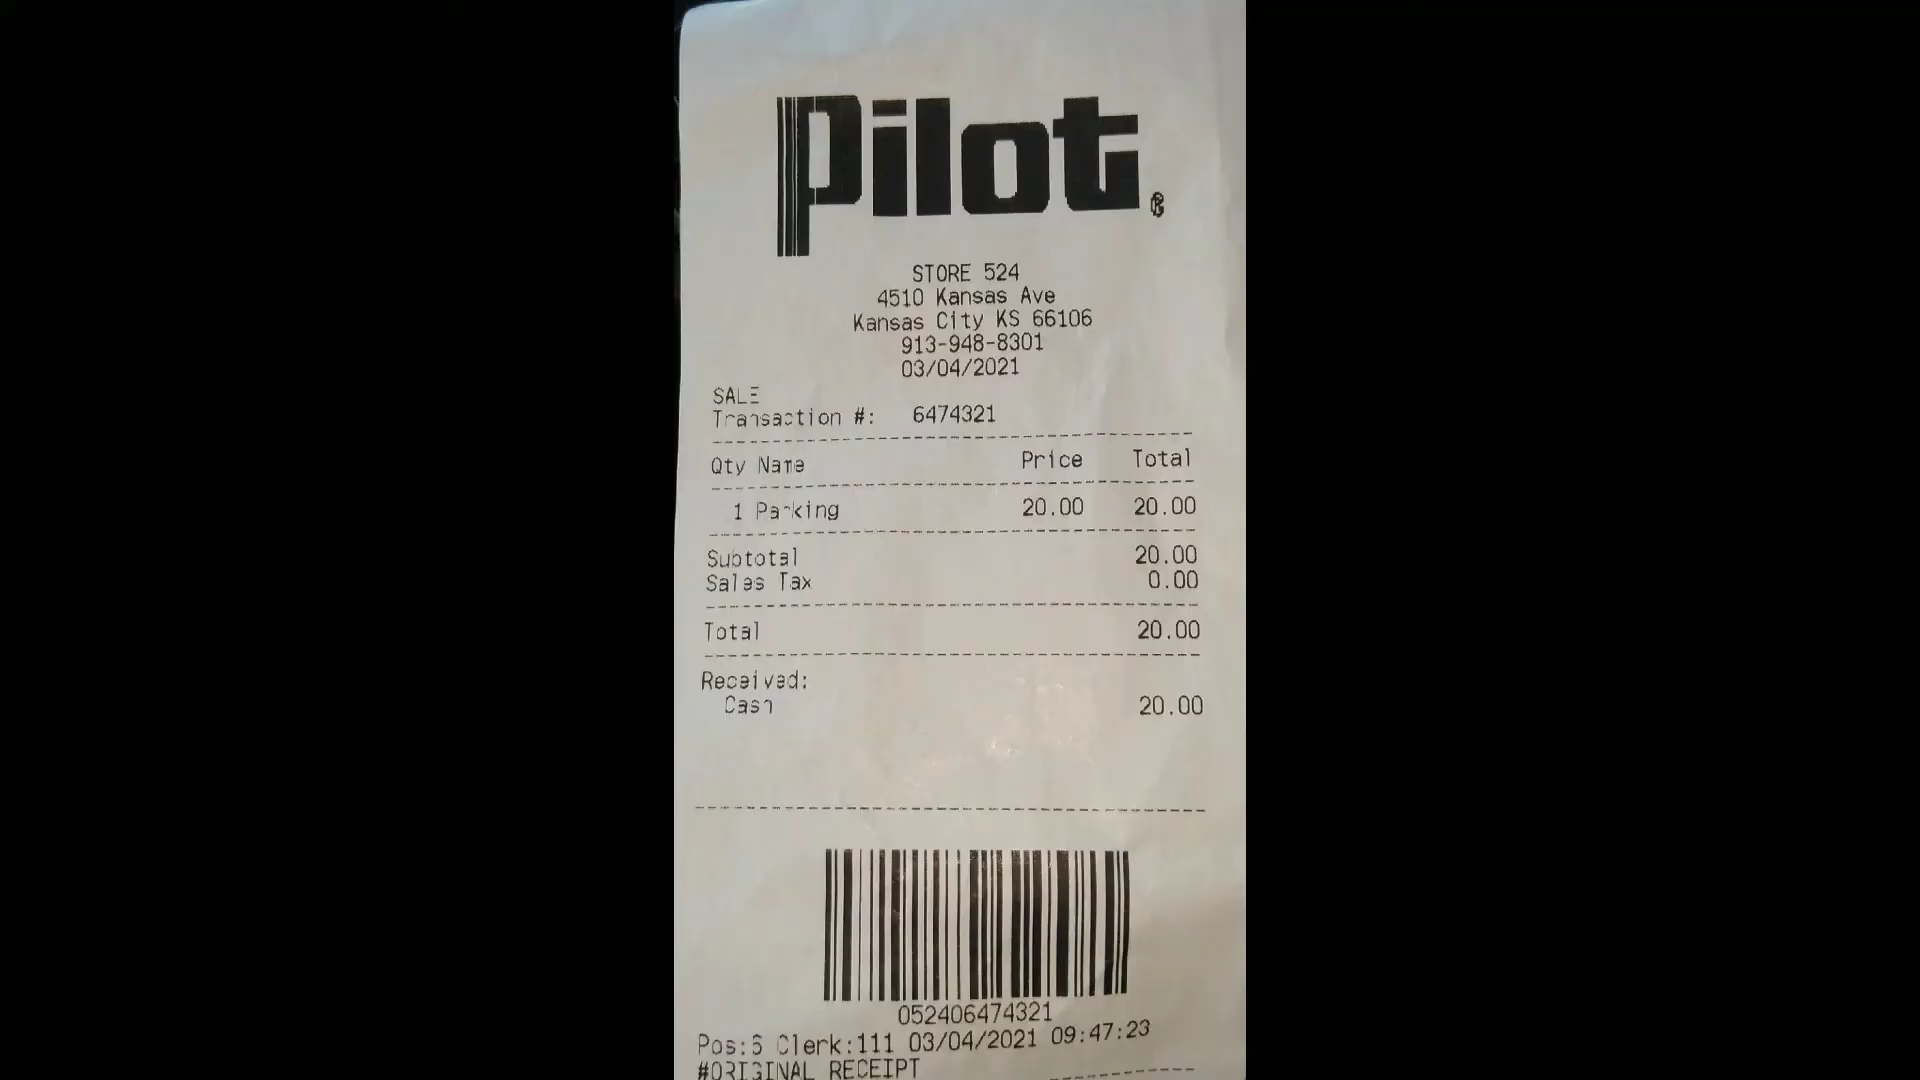 Pilot®
STORE 524
4510 Kansas Ave
Kansas City KS 66106
913-948-8301
03/04/2021
SALE
Transaction #: 6474321
Qty Name Price Total
1 Parking 20.00 20.00
Subtotal 20.00
Sales Tax 0.00
Total 20.00
Received:
Cash 20.00
052406474321
Pos:6 Clerk:111 03/04/2021 09:47:23
#ORIGINAL RECEIPT